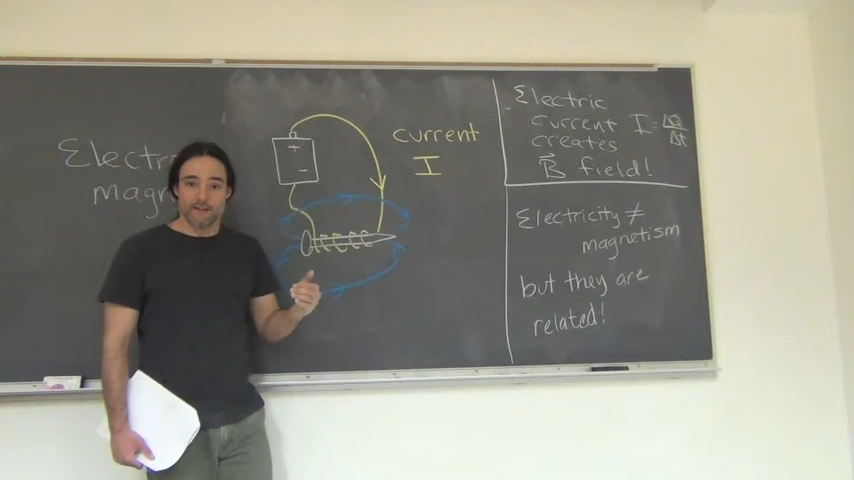 Electr
magn
+
-
current
I
Electric
current
creates
I = ΔQ/Δt
B⃗ field!
Electricity ≠
magnetism
but they are
related!